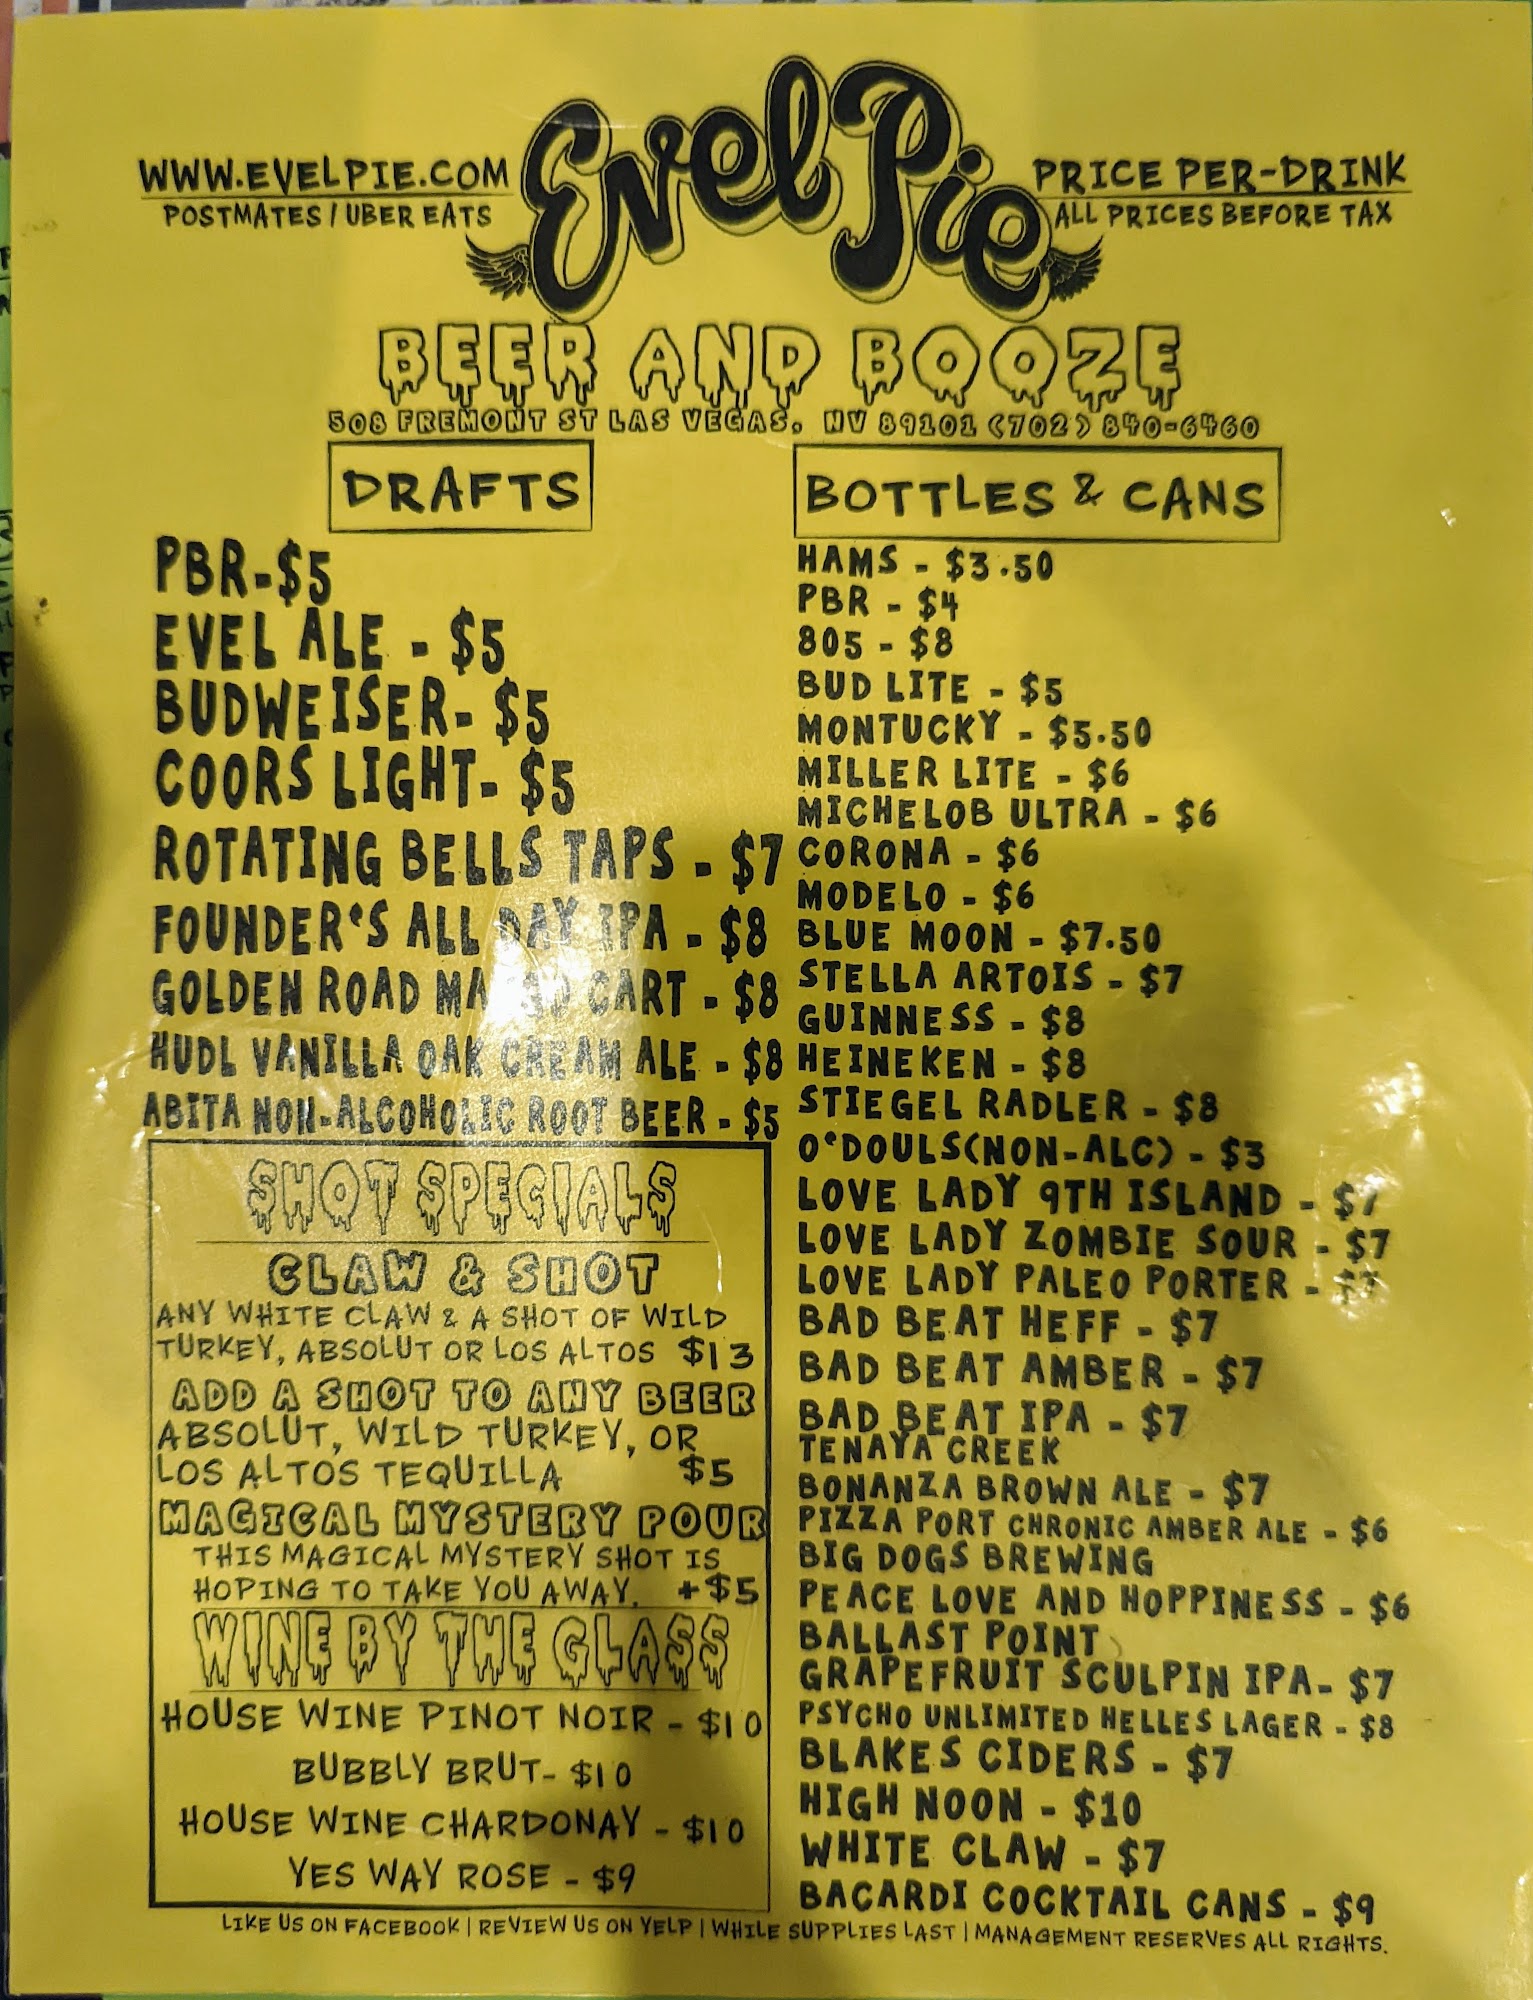 WWW.EVELPIE.COM
POSTMATES / UBER EATS
Evel Pie
PRICE PER-DRINK
ALL PRICES BEFORE TAX
BEER AND BOOZE
508 FREMONT ST LAS VEGAS, NV 89101 (702) 840-6460
DRAFTS
PBR-$5
EVEL ALE - $5
BUDWEISER- $5
COORS LIGHT- $5
ROTATING BELLS TAPS - $7
FOUNDER'S ALL DAY IPA - $8
GOLDEN ROAD MANGO CART - $8
HUDL VANILLA OAK CREAM ALE - $8
ABITA NON-ALCOHOLIC ROOT BEER - $5
SHOT SPECIALS
CLAW & SHOT
ANY WHITE CLAW & A SHOT OF WILD
TURKEY, ABSOLUT OR LOS ALTOS $13
ADD A SHOT TO ANY BEER
ABSOLUT, WILD TURKEY, OR
LOS ALTOS TEQUILLA $5
MAGICAL MYSTERY POUR
THIS MAGICAL MYSTERY SHOT IS
HOPING TO TAKE YOU AWAY. +$5
WINE BY THE GLASS
HOUSE WINE PINOT NOIR - $10
BUBBLY BRUT- $10
HOUSE WINE CHARDONAY - $10
YES WAY ROSE - $9
BOTTLES & CANS
HAMS - $3.50
PBR - $4
805 - $8
BUD LITE - $5
MONTUCKY - $5.50
MILLER LITE - $6
MICHELOB ULTRA - $6
CORONA - $6
MODELO - $6
BLUE MOON - $7.50
STELLA ARTOIS - $7
GUINNESS - $8
HEINEKEN - $8
STIEGEL RADLER - $8
O'DOULS(NON-ALC) - $3
LOVE LADY 9TH ISLAND - $7
LOVE LADY ZOMBIE SOUR - $7
LOVE LADY PALEO PORTER - $7
BAD BEAT HEFF - $7
BAD BEAT AMBER - $7
BAD BEAT IPA - $7
TENAYA CREEK
BONANZA BROWN ALE - $7
PIZZA PORT CHRONIC AMBER ALE - $6
BIG DOGS BREWING
PEACE LOVE AND HOPPINESS - $6
BALLAST POINT
GRAPEFRUIT SCULPIN IPA- $7
PSYCHO UNLIMITED HELLES LAGER - $8
BLAKES CIDERS - $7
HIGH NOON - $10
WHITE CLAW - $7
BACARDI COCKTAIL CANS - $9
LIKE US ON FACEBOOK | REVIEW US ON YELP | WHILE SUPPLIES LAST | MANAGEMENT RESERVES ALL RIGHTS.